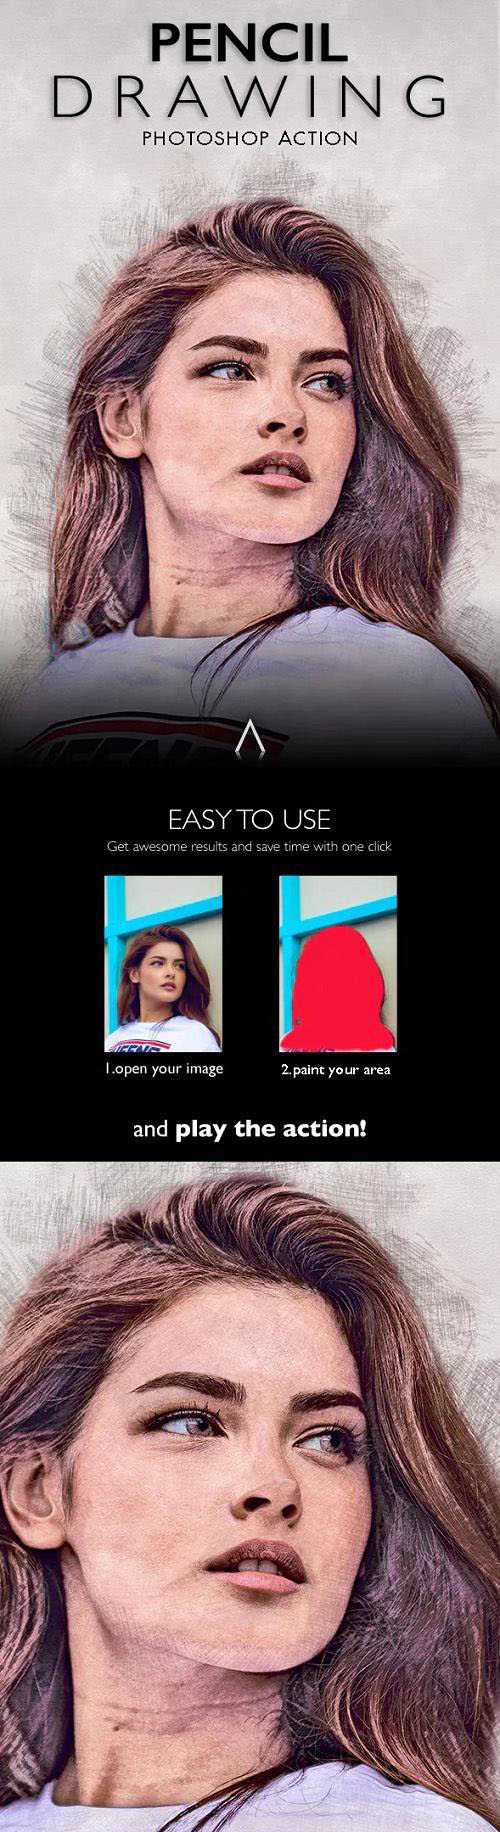 PENCIL
DRAWING
PHOTOSHOP ACTION
EASY TO USE
Get awesome results and save time with one click
1.open your image
2.paint your area
and play the action!